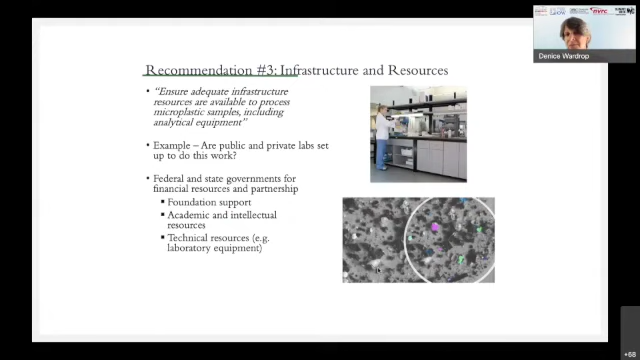 Recommendation #3: Infrastructure and Resources
• "Ensure adequate infrastructure
resources are available to process
microplastic samples, including
analytical equipment"
• Example – Are public and private labs set
up to do this work?
• Federal and state governments for
financial resources and partnership
▪ Foundation support
▪ Academic and intellectual
resources
▪ Technical resources (e.g.
laboratory equipment)
Denice Wardrop
+68